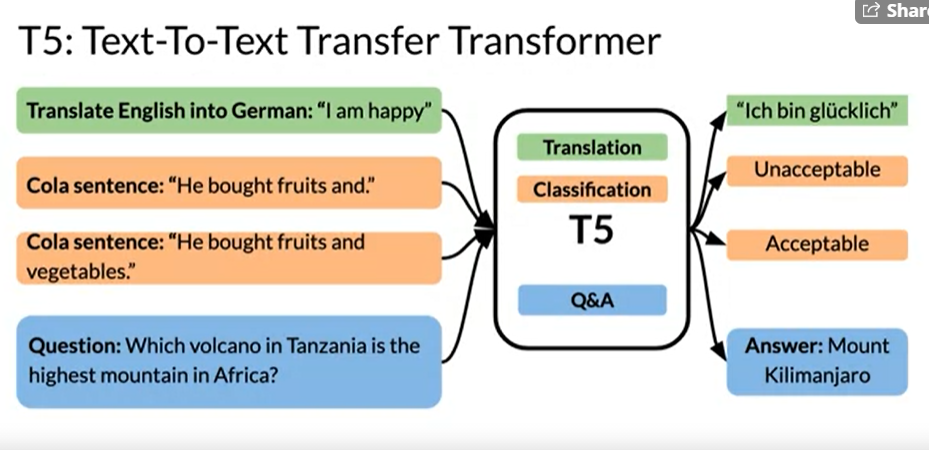 Share
T5: Text-To-Text Transfer Transformer
Translate English into German: “I am happy”
Cola sentence: “He bought fruits and.”
Cola sentence: “He bought fruits and
vegetables.”
Question: Which volcano in Tanzania is the
highest mountain in Africa?
Translation
Classification
T5
Q&A
“Ich bin glücklich”
Unacceptable
Acceptable
Answer: Mount
Kilimanjaro